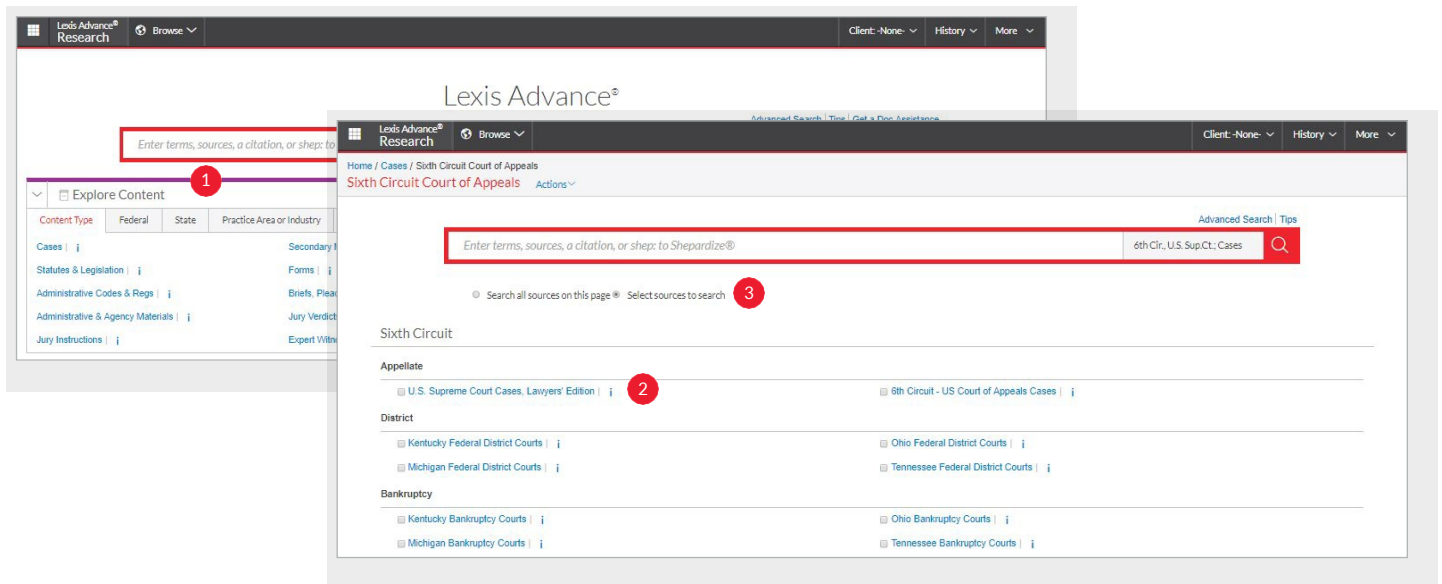 Lexis Advance®
Research
Browse
Client: -None-
History
More
Lexis Advance®
Advanced Search | Tips | Get a Doc Assistance
Enter terms, sources, a citation, or shep: to
1
Explore Content
Content Type
Federal
State
Practice Area or Industry
Cases | i
Secondary
Statutes & Legislation | i
Forms | i
Administrative Codes & Regs | i
Briefs,
Administrative & Agency Materials | i
Jury
Jury Instructions | i
Expert
Lexis Advance®
Research
Browse
Client: -None-
History
More
Home / Cases / Sixth Circuit Court of Appeals
Sixth Circuit Court of Appeals
Actions
Advanced Search | Tips
Enter terms, sources, a citation, or shep: to Shepardize®
6th Cir., U.S. Sup.Ct.; Cases
Search all sources on this page
Select sources to search
3
Sixth Circuit
Appellate
U.S. Supreme Court Cases, Lawyers' Edition | i
2
6th Circuit - US Court of Appeals Cases | i
District
Kentucky Federal District Courts | i
Ohio Federal District Courts | i
Michigan Federal District Courts | i
Tennessee Federal District Courts | i
Bankruptcy
Kentucky Bankruptcy Courts | i
Ohio Bankruptcy Courts | i
Michigan Bankruptcy Courts | i
Tennessee Bankruptcy Courts | i